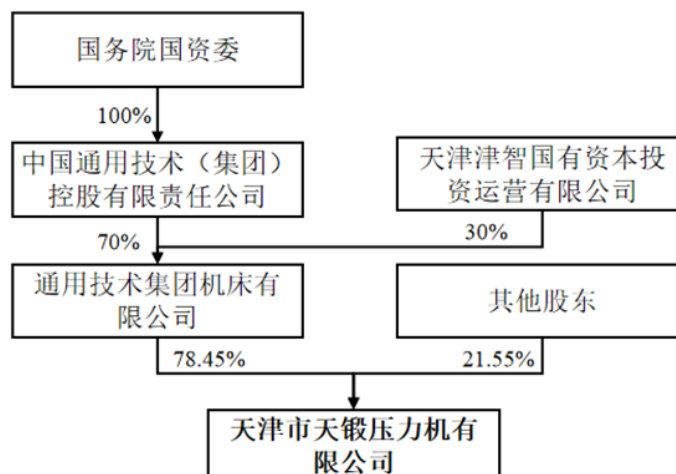 国务院国资委
100%
中国通用技术（集团）
控股有限责任公司
天津津智国有资本投
资运营有限公司
70%
30%
通用技术集团机床有
限公司
其他股东
78.45%
21.55%
天津市天锻压力机有
限公司